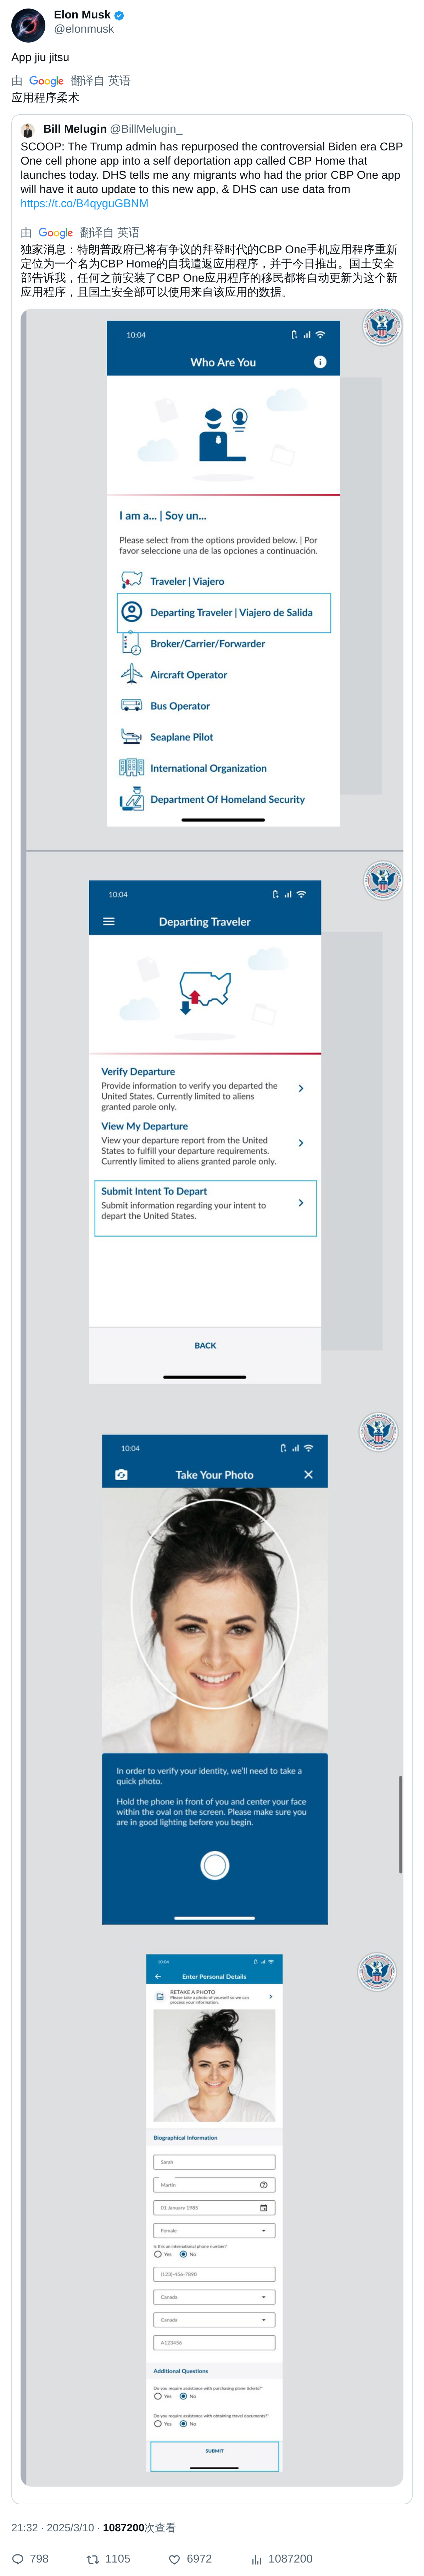 Elon Musk
@elonmusk
App jiu jitsu
由 Google 翻译自 英语
应用程序柔术
Bill Melugin @BillMelugin_
SCOOP: The Trump admin has repurposed the controversial Biden era CBP
One cell phone app into a self deportation app called CBP Home that
launches today. DHS tells me any migrants who had the prior CBP One app
will have it auto update to this new app, & DHS can use data from
https://t.co/B4qyguGBNM
由 Google 翻译自 英语
独家消息：特朗普政府已将有争议的拜登时代的CBP One手机应用程序重新
定位为一个名为CBP Home的自我遣返应用程序，并于今日推出。国土安全
部告诉我，任何之前安装了CBP One应用程序的移民都将自动更新为这个新
应用程序，且国土安全部可以使用来自该应用的数据。
10:04
Who Are You
I am a... | Soy un...
Please select from the options provided below. | Por
favor seleccione una de las opciones a continuación.
Traveler | Viajero
Departing Traveler | Viajero de Salida
Broker/Carrier/Forwarder
Aircraft Operator
Bus Operator
Seaplane Pilot
International Organization
Department Of Homeland Security
10:04
Departing Traveler
Verify Departure
Provide information to verify you departed the
United States. Currently limited to aliens
granted parole only.
View My Departure
View your departure report from the United
States to fulfill your departure requirements.
Currently limited to aliens granted parole only.
Submit Intent To Depart
Submit information regarding your intent to
depart the United States.
BACK
10:04
Take Your Photo
In order to verify your identity, we'll need to take a
quick photo.
Hold the phone in front of you and center your face
within the oval on the screen. Please make sure you
are in good lighting before you begin.
10:04
Enter Personal Details
RETAKE A PHOTO
Please take a photo of yourself so we can
process your information.
Biographical Information
Sarah
Martin
01 January 1985
Female
Is this an international phone number?
Yes No
(123)-456-7890
Canada
Canada
A123456
Additional Questions
Do you require assistance with purchasing plane tickets?*
Yes No
Do you require assistance with obtaining travel documents?*
Yes No
SUBMIT
21:32 · 2025/3/10 · 1087200次查看
798 1105 6972 1087200